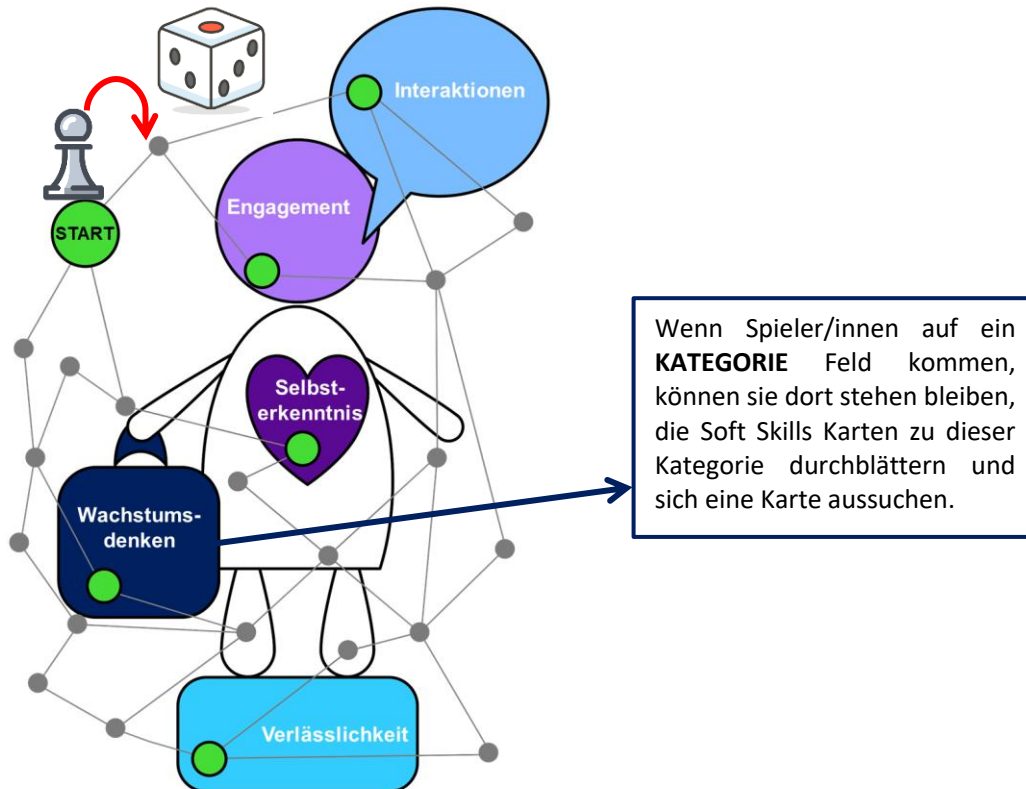 Interaktionen
Engagement
START
Selbst-
erkenntnis
Wachstums-
denken
Verlässlichkeit
Wenn Spieler/innen auf ein
KATEGORIE Feld kommen,
können sie dort stehen bleiben,
die Soft Skills Karten zu dieser
Kategorie durchblättern und
sich eine Karte aussuchen.